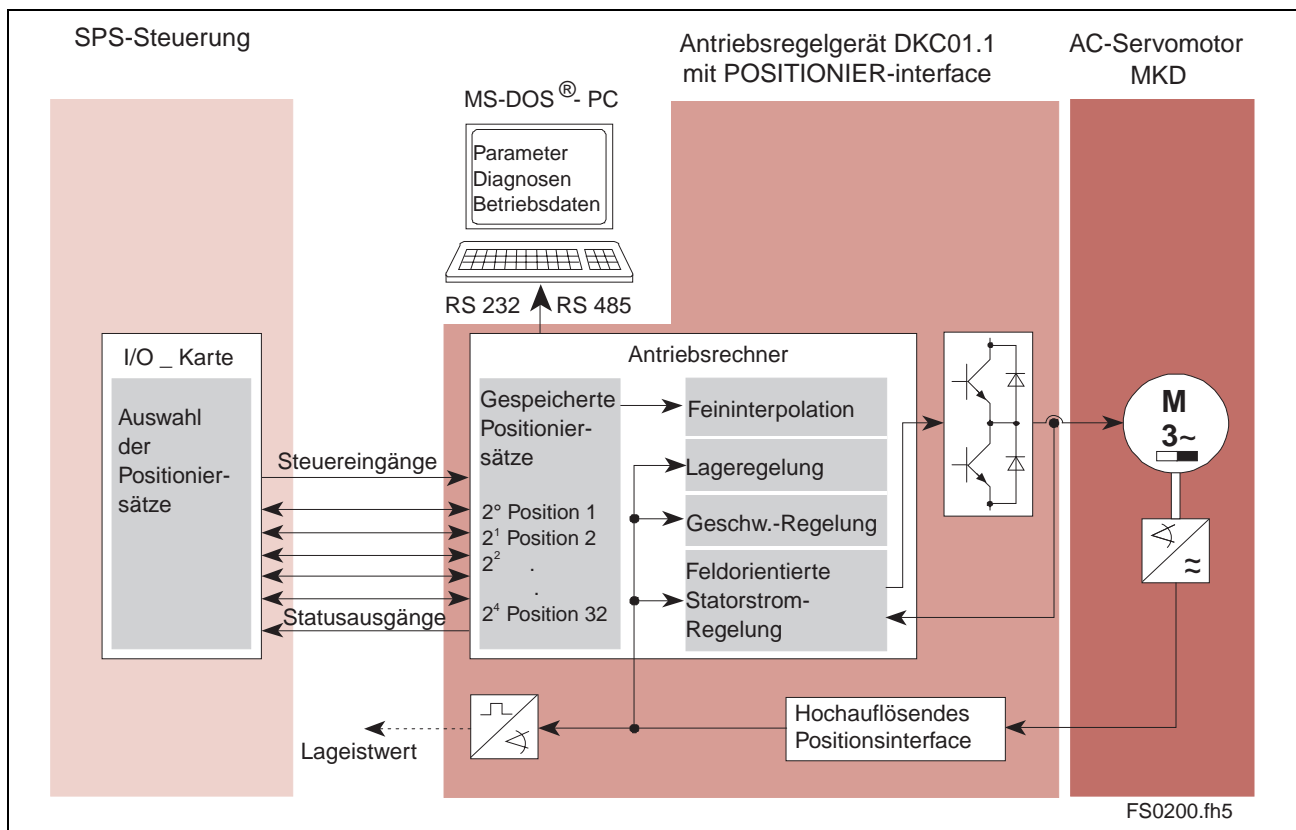 SPS-Steuerung
Antriebsregelgerät DKC01.1
mit POSITIONIER-interface
AC-Servomotor
MKD
MS-DOS ®- PC
Parameter
Diagnosen
Betriebsdaten
RS 232
RS 485
I/O _ Karte
Auswahl
der
Positionier-
sätze
Steuereingänge
Statusausgänge
Antriebsrechner
Gespeicherte
Positionier-
sätze
2° Position 1
2¹ Position 2
2² .
.
2⁴ Position 32
Feininterpolation
Lageregelung
Geschw.-Regelung
Feldorientierte
Statorstrom-
Regelung
M
3~
≈
Lageistwert
Hochauflösendes
Positionsinterface
FS0200.fh5